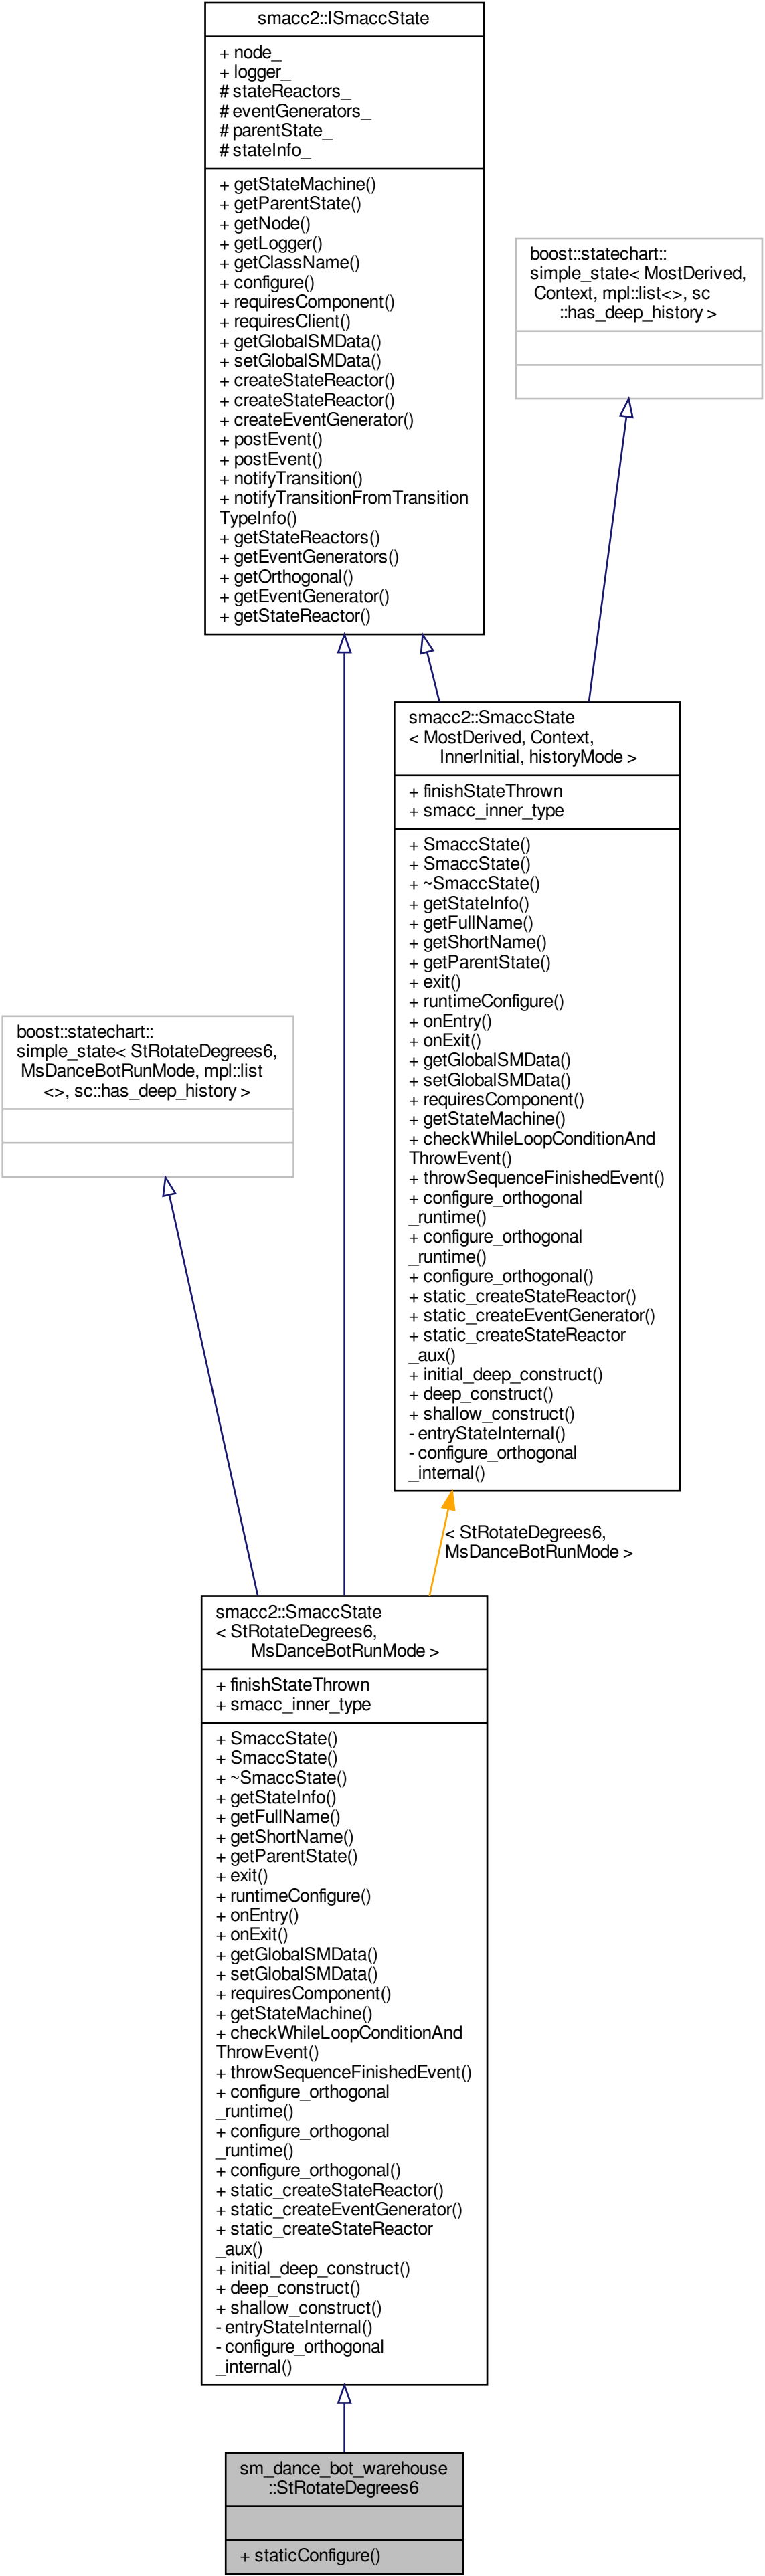 smacc2::ISmaccState
+ node_
+ logger_
# stateReactors_
# eventGenerators_
# parentState_
# stateInfo_
+ getStateMachine()
+ getParentState()
+ getNode()
+ getLogger()
+ getClassName()
+ configure()
+ requiresComponent()
+ requiresClient()
+ getGlobalSMData()
+ setGlobalSMData()
+ createStateReactor()
+ createStateReactor()
+ createEventGenerator()
+ postEvent()
+ postEvent()
+ notifyTransition()
+ notifyTransitionFromTransition
TypeInfo()
+ getStateReactors()
+ getEventGenerators()
+ getOrthogonal()
+ getEventGenerator()
+ getStateReactor()
boost::statechart::
simple_state< MostDerived,
Context, mpl::list<>, sc
::has_deep_history >
smacc2::SmaccState
< MostDerived, Context,
InnerInitial, historyMode >
+ finishStateThrown
+ smacc_inner_type
+ SmaccState()
+ SmaccState()
+ ~SmaccState()
+ getStateInfo()
+ getFullName()
+ getShortName()
+ getParentState()
+ exit()
+ runtimeConfigure()
+ onEntry()
+ onExit()
+ getGlobalSMData()
+ setGlobalSMData()
+ requiresComponent()
+ getStateMachine()
+ checkWhileLoopConditionAnd
ThrowEvent()
+ throwSequenceFinishedEvent()
+ configure_orthogonal
_runtime()
+ configure_orthogonal
_runtime()
+ configure_orthogonal()
+ static_createStateReactor()
+ static_createEventGenerator()
+ static_createStateReactor
_aux()
+ initial_deep_construct()
+ deep_construct()
+ shallow_construct()
- entryStateInternal()
- configure_orthogonal
_internal()
boost::statechart::
simple_state< StRotateDegrees6,
MsDanceBotRunMode, mpl::list
<>, sc::has_deep_history >
< StRotateDegrees6,
MsDanceBotRunMode >
smacc2::SmaccState
< StRotateDegrees6,
MsDanceBotRunMode >
+ finishStateThrown
+ smacc_inner_type
+ SmaccState()
+ SmaccState()
+ ~SmaccState()
+ getStateInfo()
+ getFullName()
+ getShortName()
+ getParentState()
+ exit()
+ runtimeConfigure()
+ onEntry()
+ onExit()
+ getGlobalSMData()
+ setGlobalSMData()
+ requiresComponent()
+ getStateMachine()
+ checkWhileLoopConditionAnd
ThrowEvent()
+ throwSequenceFinishedEvent()
+ configure_orthogonal
_runtime()
+ configure_orthogonal
_runtime()
+ configure_orthogonal()
+ static_createStateReactor()
+ static_createEventGenerator()
+ static_createStateReactor
_aux()
+ initial_deep_construct()
+ deep_construct()
+ shallow_construct()
- entryStateInternal()
- configure_orthogonal
_internal()
sm_dance_bot_warehouse
::StRotateDegrees6
+ staticConfigure()